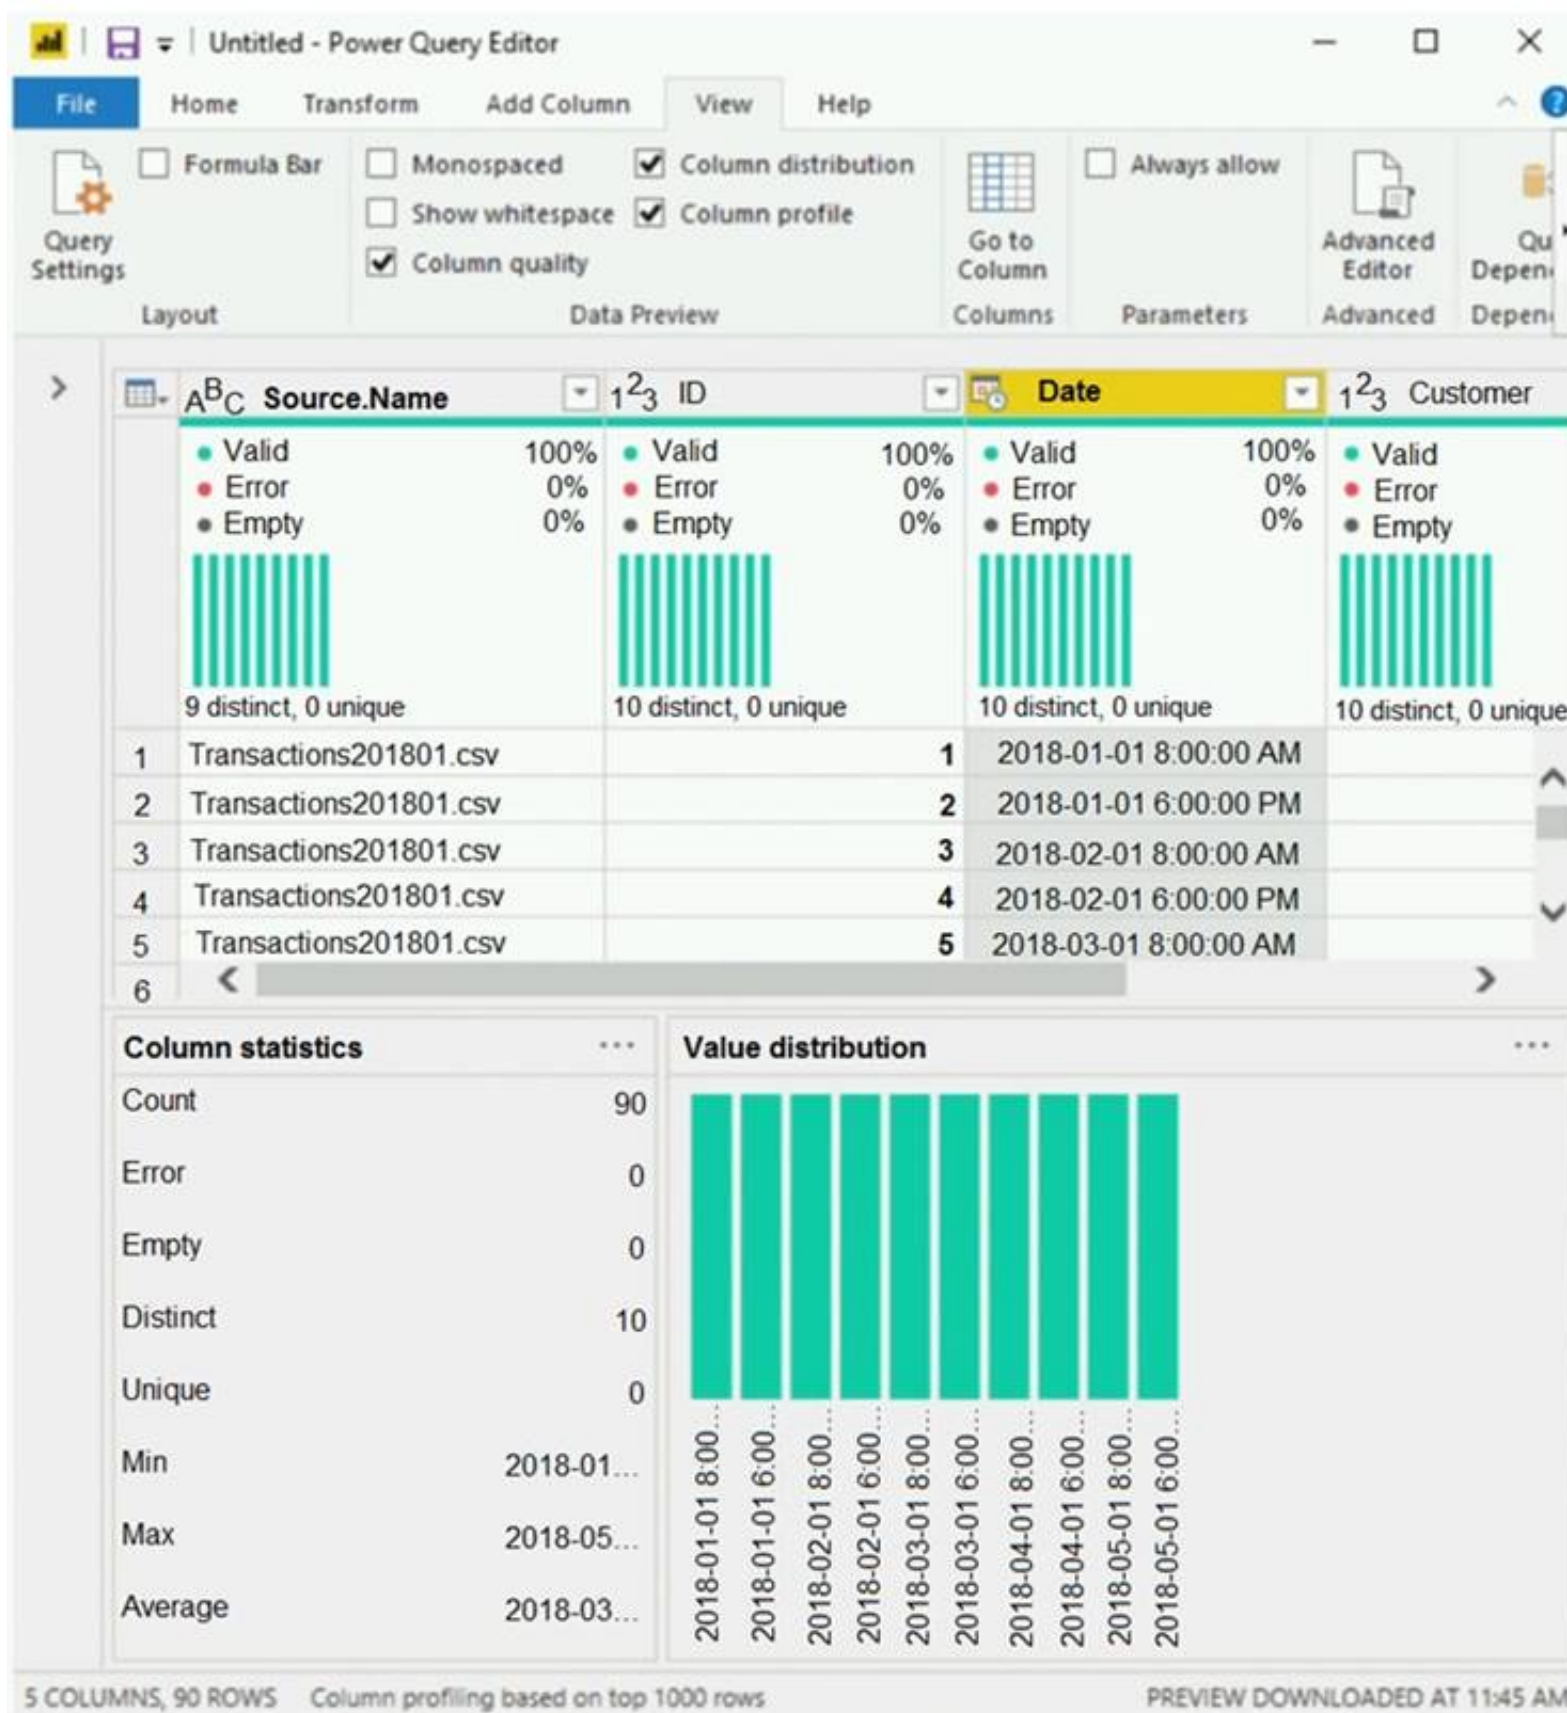 Untitled - Power Query Editor
File Home Transform Add Column View Help
Formula Bar Monospaced Column distribution Always allow
Show whitespace Column profile
Column quality
Query Settings
Go to Column
Advanced Editor
Qu
Depen
Layout Data Preview Columns Parameters Advanced Depen
ABC Source.Name 123 ID Date 123 Customer
Valid 100% Valid 100% Valid 100% Valid
Error 0% Error 0% Error 0% Error
Empty 0% Empty 0% Empty 0% Empty
9 distinct, 0 unique 10 distinct, 0 unique 10 distinct, 0 unique 10 distinct, 0 unique
1 Transactions201801.csv 1 2018-01-01 8:00:00 AM
2 Transactions201801.csv 2 2018-01-01 6:00:00 PM
3 Transactions201801.csv 3 2018-02-01 8:00:00 AM
4 Transactions201801.csv 4 2018-02-01 6:00:00 PM
5 Transactions201801.csv 5 2018-03-01 8:00:00 AM
6
Column statistics ... Value distribution ...
Count 90
Error 0
Empty 0
Distinct 10
Unique 0
Min 2018-01...
Max 2018-05...
Average 2018-03...
2018-01-01 8:00...
2018-01-01 6:00...
2018-02-01 8:00...
2018-02-01 6:00...
2018-03-01 8:00...
2018-03-01 6:00...
2018-04-01 8:00...
2018-04-01 6:00...
2018-05-01 8:00...
2018-05-01 6:00...
5 COLUMNS, 90 ROWS Column profiling based on top 1000 rows PREVIEW DOWNLOADED AT 11:45 AM